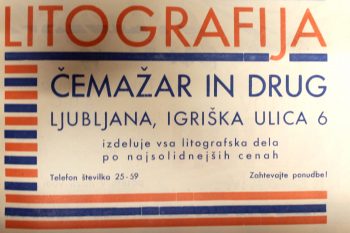 LITOGRAFIJA
ČEMAŽAR IN DRUG
LJUBLJANA, IGRIŠKA ULICA 6
izdeluje vsa litografska dela
po najsolidnejših cenah
Telefon številka 25-59 Zahtevajte ponudbe!